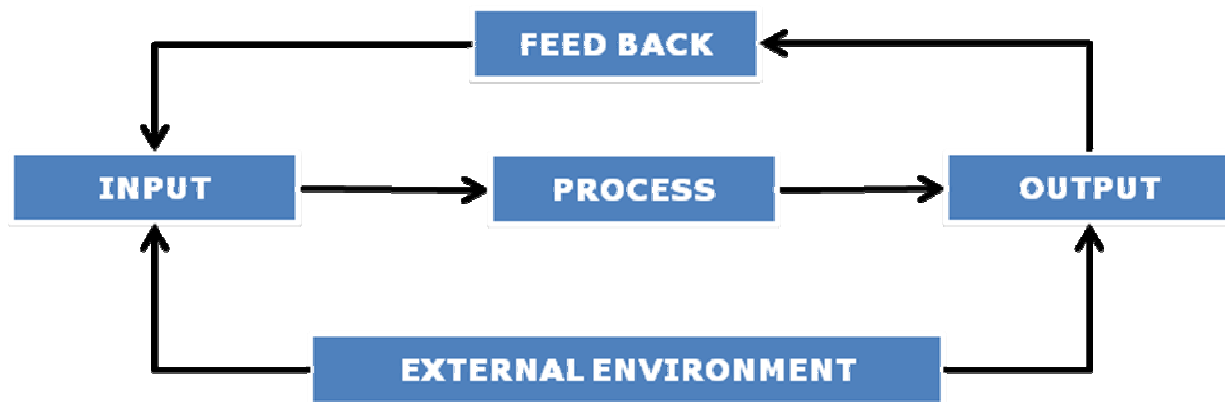 FEED BACK
INPUT
PROCESS
OUTPUT
EXTERNAL ENVIRONMENT